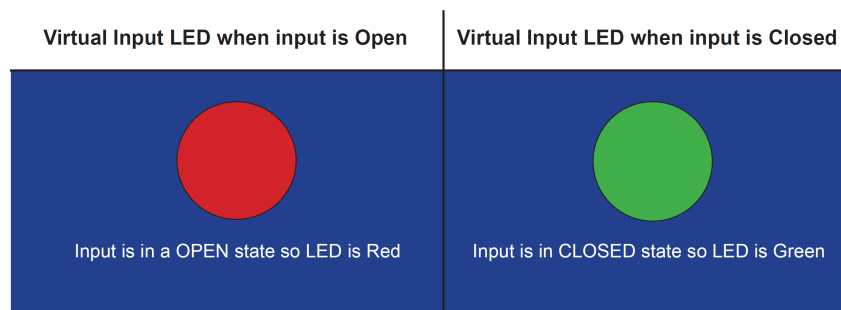 Virtual Input LED when input is Open
Virtual Input LED when input is Closed
Input is in a OPEN state so LED is Red
Input is in CLOSED state so LED is Green